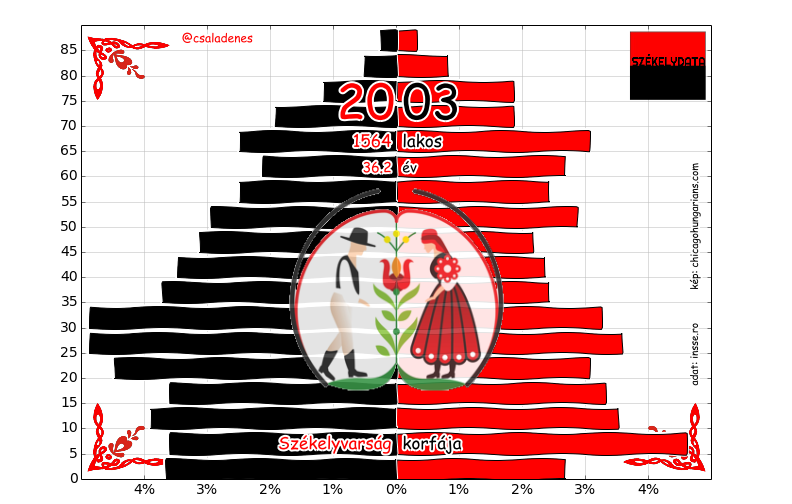 @csaladenes
SZÉKELYDATA
2003
1564 lakos
36.2 év
kép: chicagohungarians.com
adat: insse.ro
Székelyvarság korfája
85
80
75
70
65
60
55
50
45
40
35
30
25
20
15
10
5
0
4% 3% 2% 1% 0% 1% 2% 3% 4%